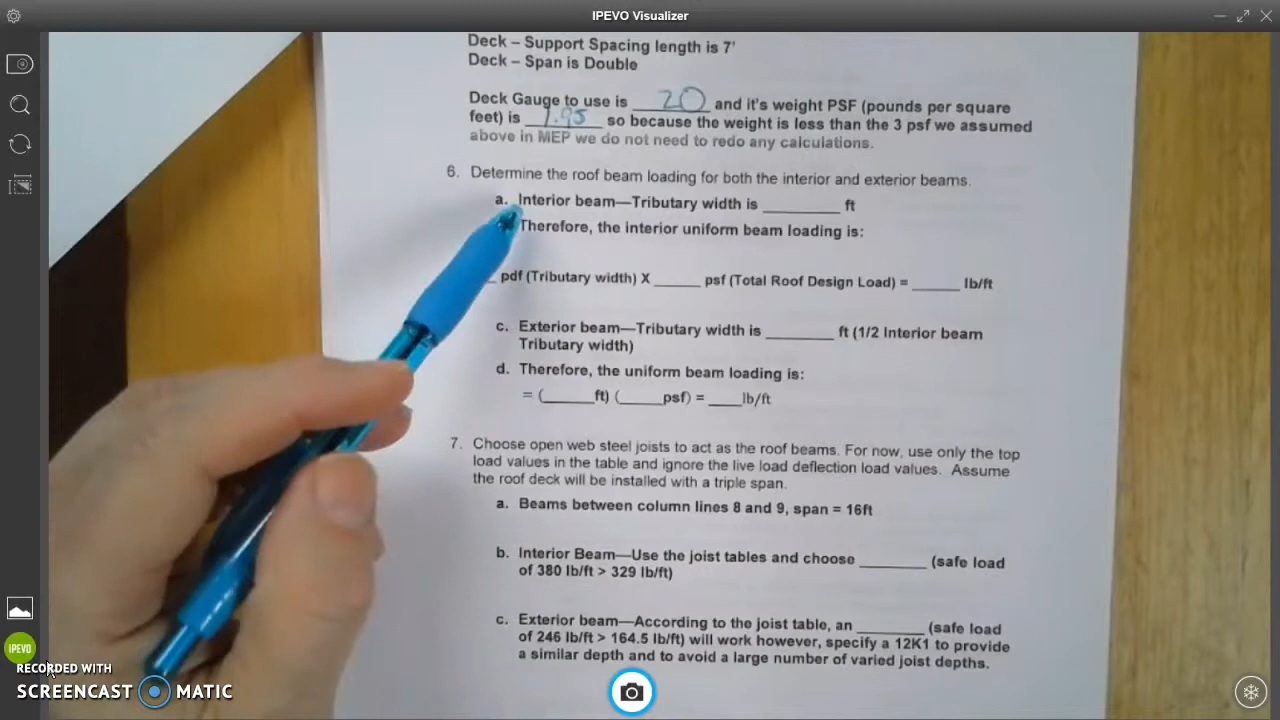 IPEVO Visualizer
Deck – Support Spacing length is 7'
Deck – Span is Double
Deck Gauge to use is 20 and it's weight PSF (pounds per square
feet) is 1.95 so because the weight is less than the 3 psf we assumed
above in MEP we do not need to redo any calculations.
6. Determine the roof beam loading for both the interior and exterior beams.
a. Interior beam—Tributary width is ________ ft
Therefore, the interior uniform beam loading is:
_ pdf (Tributary width) X _____ psf (Total Roof Design Load) = _____ lb/ft
c. Exterior beam—Tributary width is _______ ft (1/2 Interior beam
Tributary width)
d. Therefore, the uniform beam loading is:
= (______ft) (_____psf) = ____lb/ft
7. Choose open web steel joists to act as the roof beams. For now, use only the top
load values in the table and ignore the live load deflection load values. Assume
the roof deck will be installed with a triple span.
a. Beams between column lines 8 and 9, span = 16ft
b. Interior Beam—Use the joist tables and choose _______ (safe load
of 380 lb/ft > 329 lb/ft)
c. Exterior beam—According to the joist table, an _______ (safe load
of 246 lb/ft > 164.5 lb/ft) will work however, specify a 12K1 to provide
a similar depth and to avoid a large number of varied joist depths.
IPEVO
RECORDED WITH
SCREENCAST MATIC